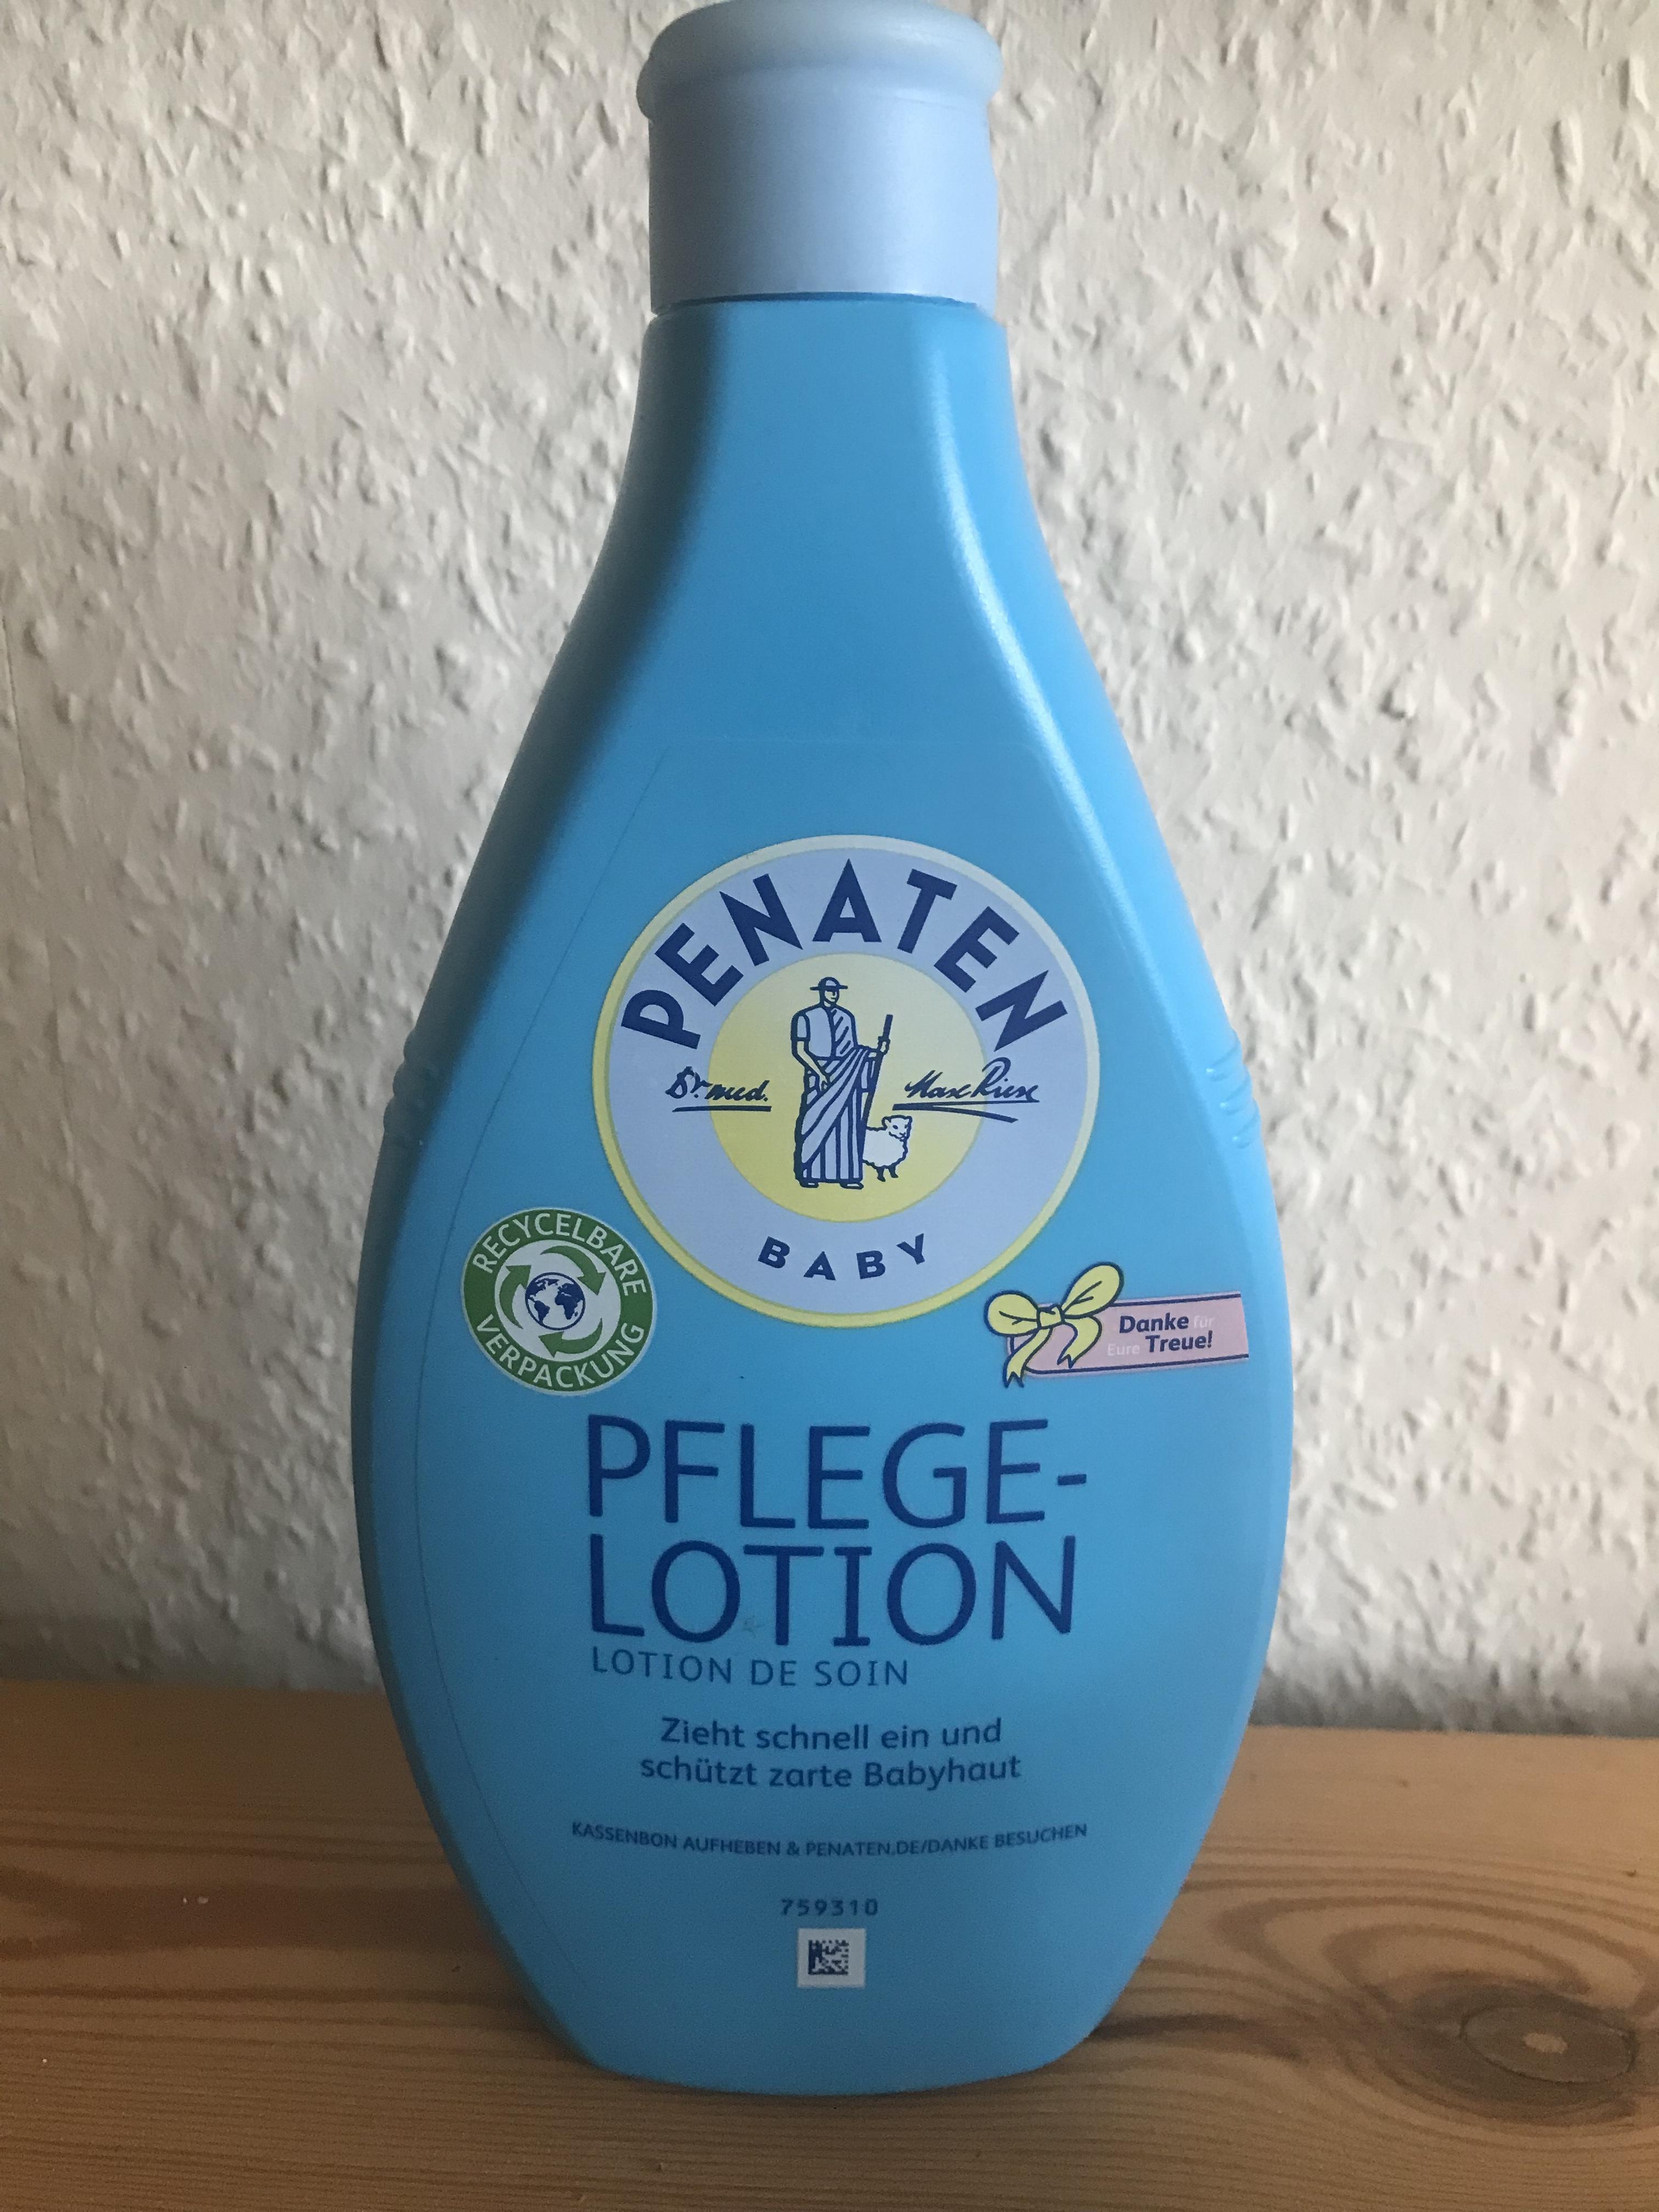 PENATEN
Dr. med. Max Riese
BABY
RECYCELBARE
VERPACKUNG
Danke für
Eure Treue!
PFLEGE-
LOTION
LOTION DE SOIN
Zieht schnell ein und
schützt zarte Babyhaut
KASSENBON AUFHEBEN & PENATEN.DE/DANKE BESUCHEN
759310